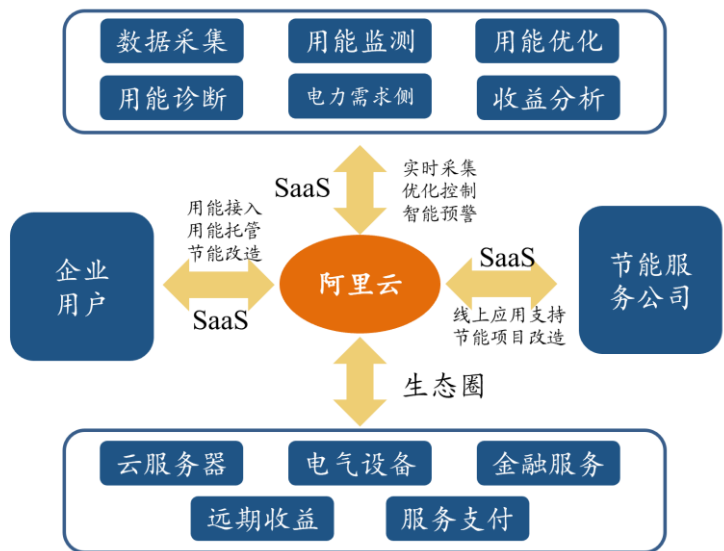 数据采集
用能监测
用能优化
用能诊断
电力需求侧
收益分析
SaaS
实时采集
优化控制
智能预警
用能接入
用能托管
节能改造
企业
用户
SaaS
阿里云
SaaS
线上应用支持
节能项目改造
节能服
务公司
生态圈
云服务器
电气设备
金融服务
远期收益
服务支付